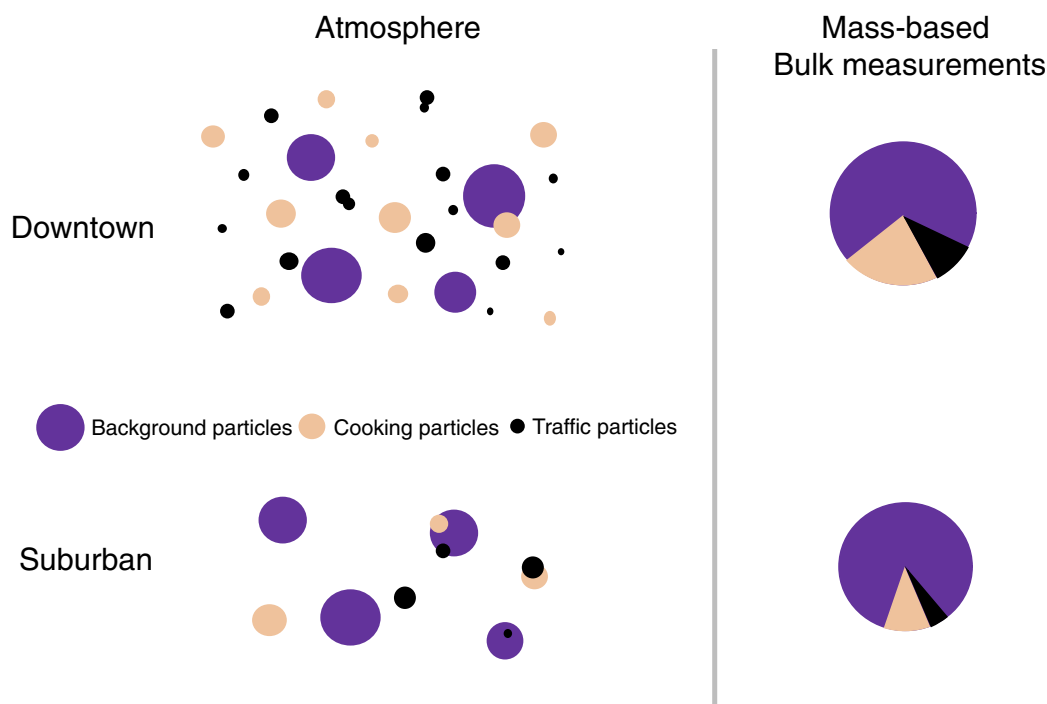 Atmosphere
Mass-based
Bulk measurements
Downtown
Background particles
Cooking particles
Traffic particles
Suburban